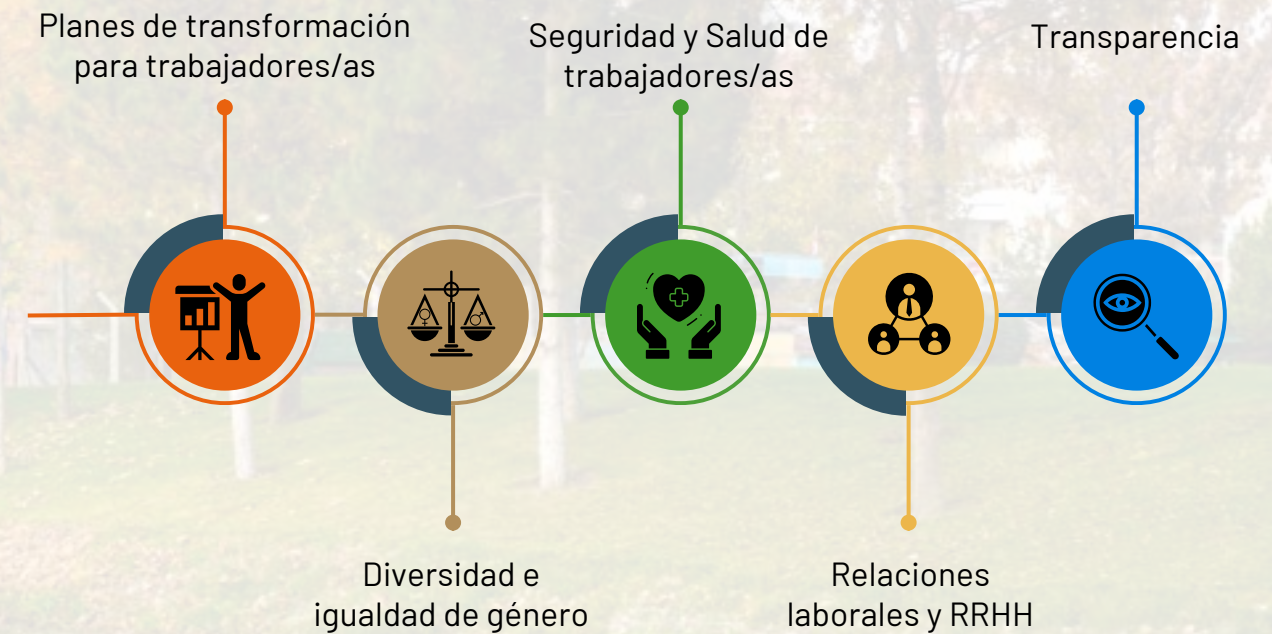 Planes de transformación
para trabajadores/as
Diversidad e
igualdad de género
Seguridad y Salud de
trabajadores/as
Relaciones
laborales y RRHH
Transparencia